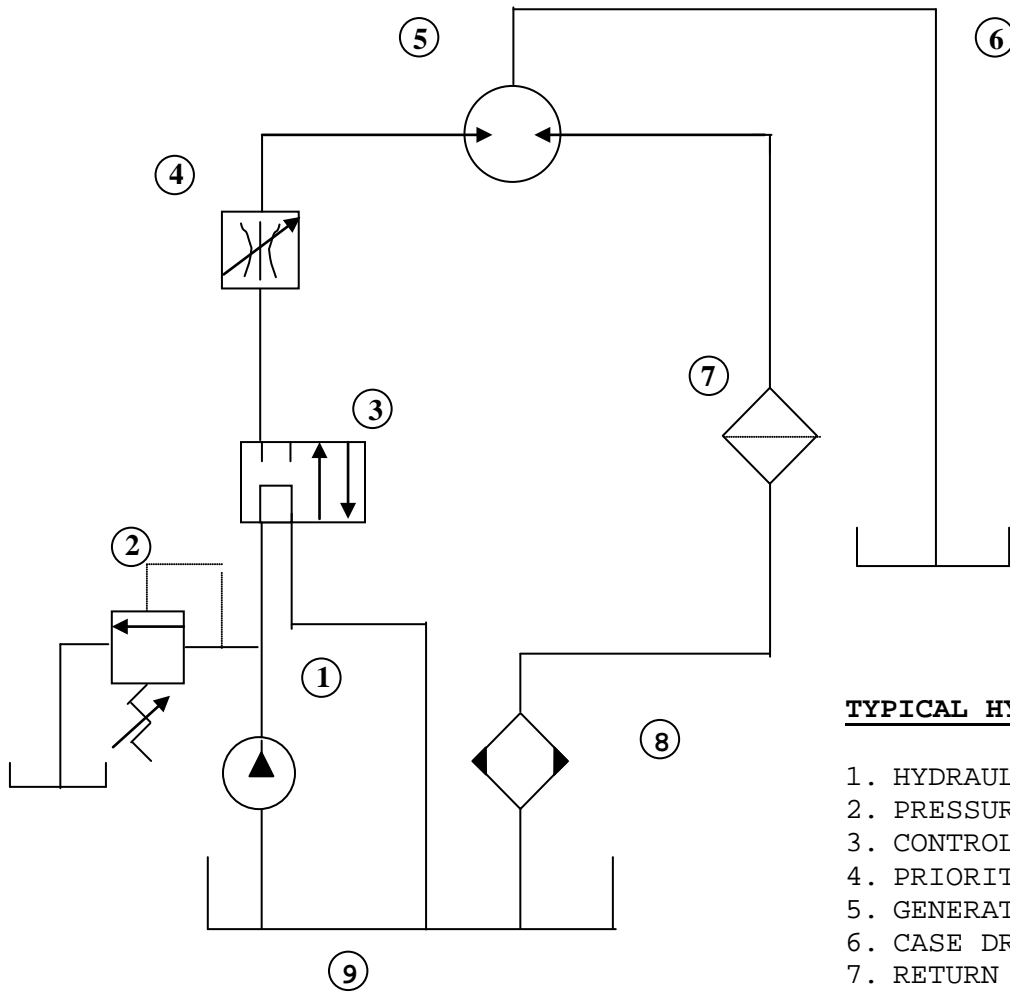 5
6
4
7
3
2
1
8
9
TYPICAL
1. HYDRAUL
2. PRESSUR
3. CONTROL
4. PRIORIT
5. GENERAT
6. CASE DR
7. RETURN